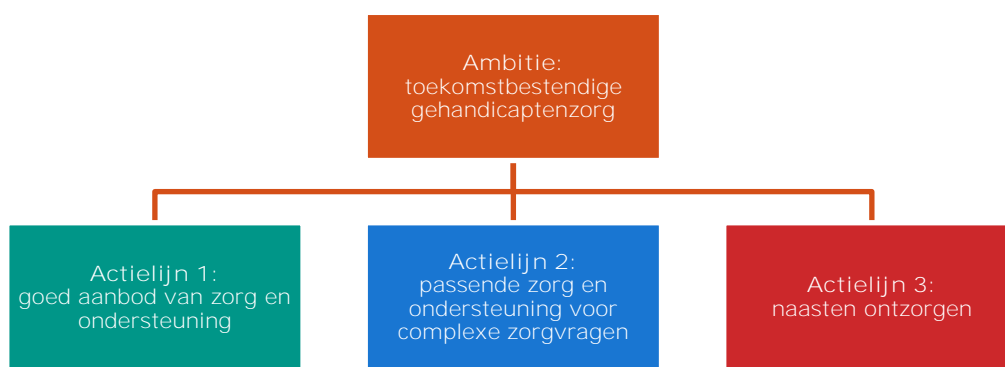 Ambitie:
toekomstbestendige
gehandicaptenzorg
Actielijn 1:
goed aanbod van zorg en
ondersteuning
Actielijn 2:
passende zorg en
ondersteuning voor
complexe zorgvragen
Actielijn 3:
naasten ontzorgen